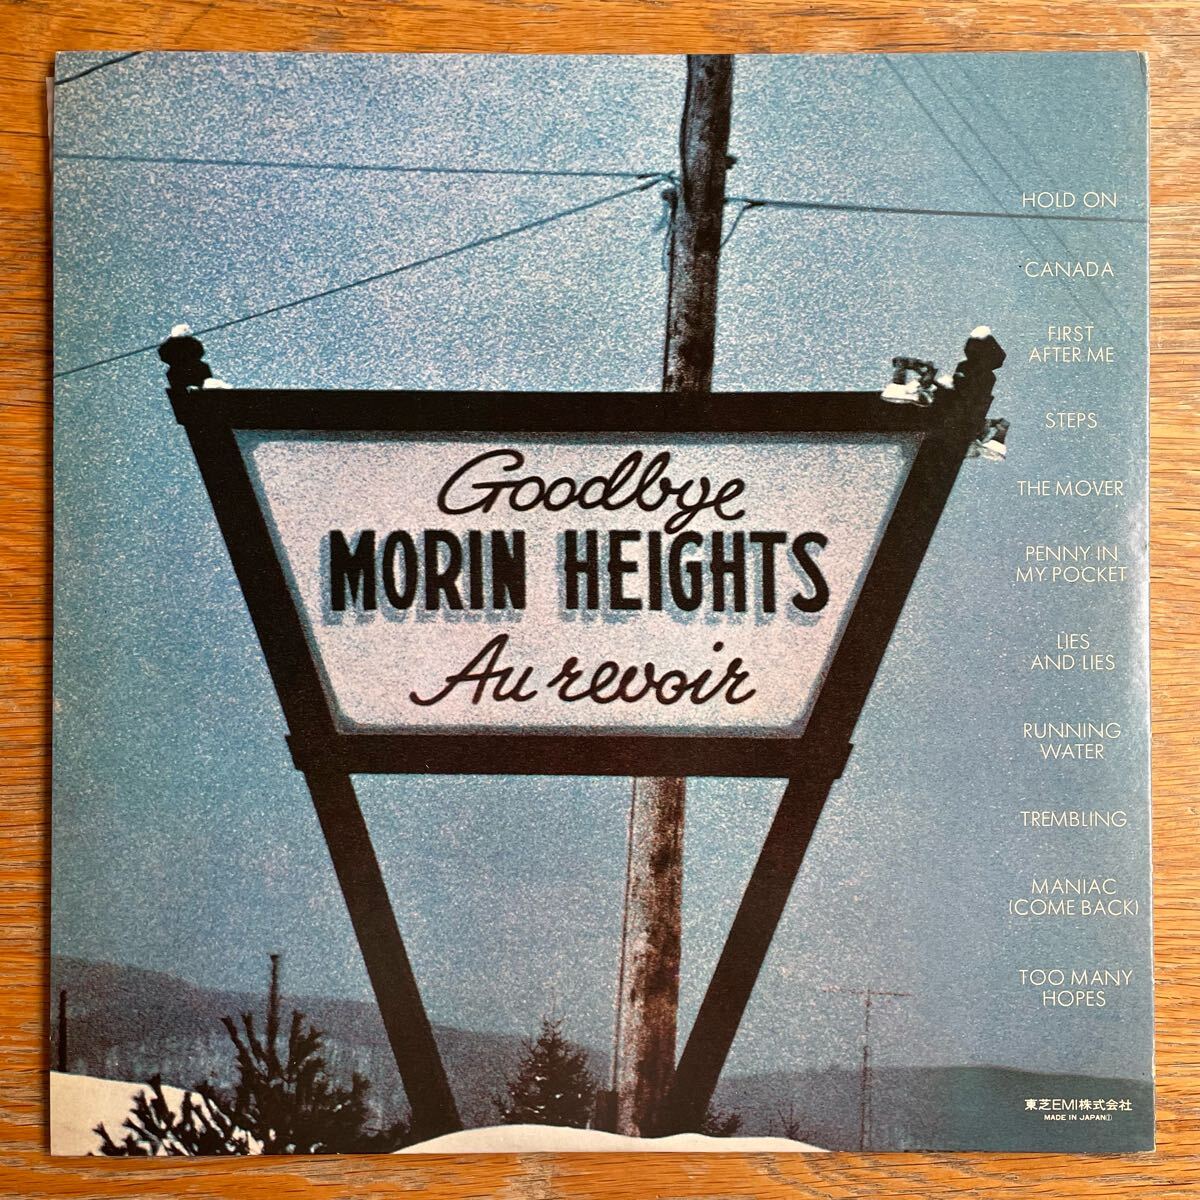 Goodbye
MORIN HEIGHTS
Au revoir
HOLD ON
CANADA
FIRST
AFTER ME
STEPS
THE MOVER
PENNY IN
MY POCKET
LIES
AND LIES
RUNNING
WATER
TREMBLING
MANIAC
(COME BACK)
TOO MANY
HOPES
東芝EMI株式会社
MADE IN JAPAN